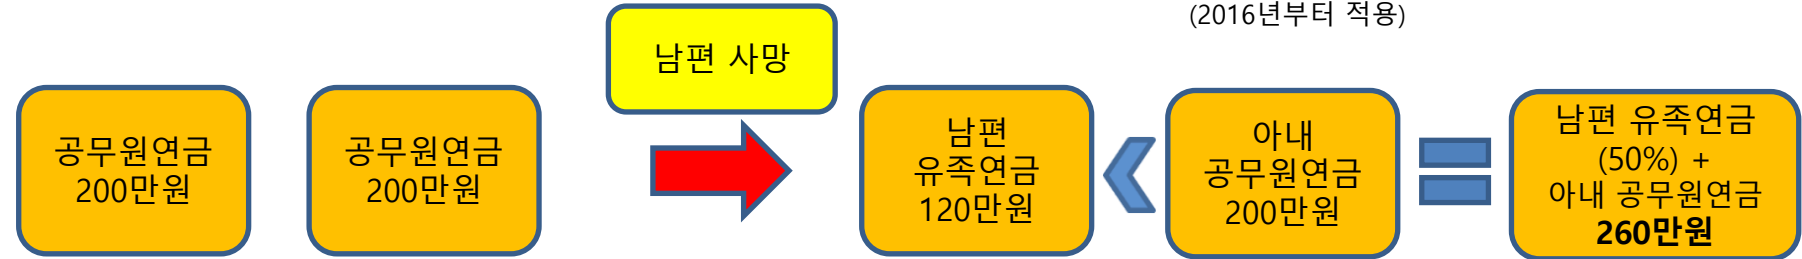 (2016년부터 적용)
남편 사망
공무원연금
200만원
공무원연금
200만원
남편
유족연금
120만원
아내
공무원연금
200만원
남편 유족연금
(50%) +
아내 공무원연금
260만원